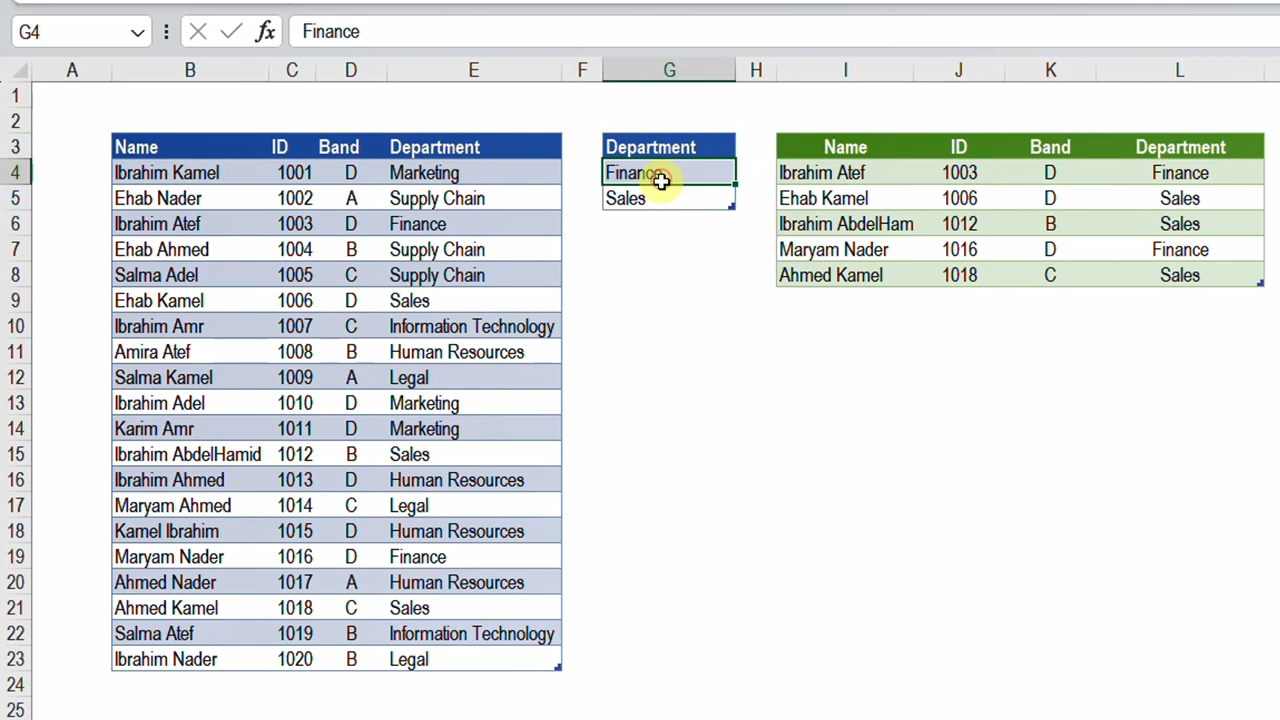 G4 fx Finance
A B C D E F G H I J K L
1
2
3 Name ID Band Department Department Name ID Band Department
4 Ibrahim Kamel 1001 D Marketing Finance Ibrahim Atef 1003 D Finance
5 Ehab Nader 1002 A Supply Chain Sales Ehab Kamel 1006 D Sales
6 Ibrahim Atef 1003 D Finance Ibrahim AbdelHam 1012 B Sales
7 Ehab Ahmed 1004 B Supply Chain Maryam Nader 1016 D Finance
8 Salma Adel 1005 C Supply Chain Ahmed Kamel 1018 C Sales
9 Ehab Kamel 1006 D Sales
10 Ibrahim Amr 1007 C Information Technology
11 Amira Atef 1008 B Human Resources
12 Salma Kamel 1009 A Legal
13 Ibrahim Adel 1010 D Marketing
14 Karim Amr 1011 D Marketing
15 Ibrahim AbdelHamid 1012 B Sales
16 Ibrahim Ahmed 1013 D Human Resources
17 Maryam Ahmed 1014 C Legal
18 Kamel Ibrahim 1015 D Human Resources
19 Maryam Nader 1016 D Finance
20 Ahmed Nader 1017 A Human Resources
21 Ahmed Kamel 1018 C Sales
22 Salma Atef 1019 B Information Technology
23 Ibrahim Nader 1020 B Legal
24
25